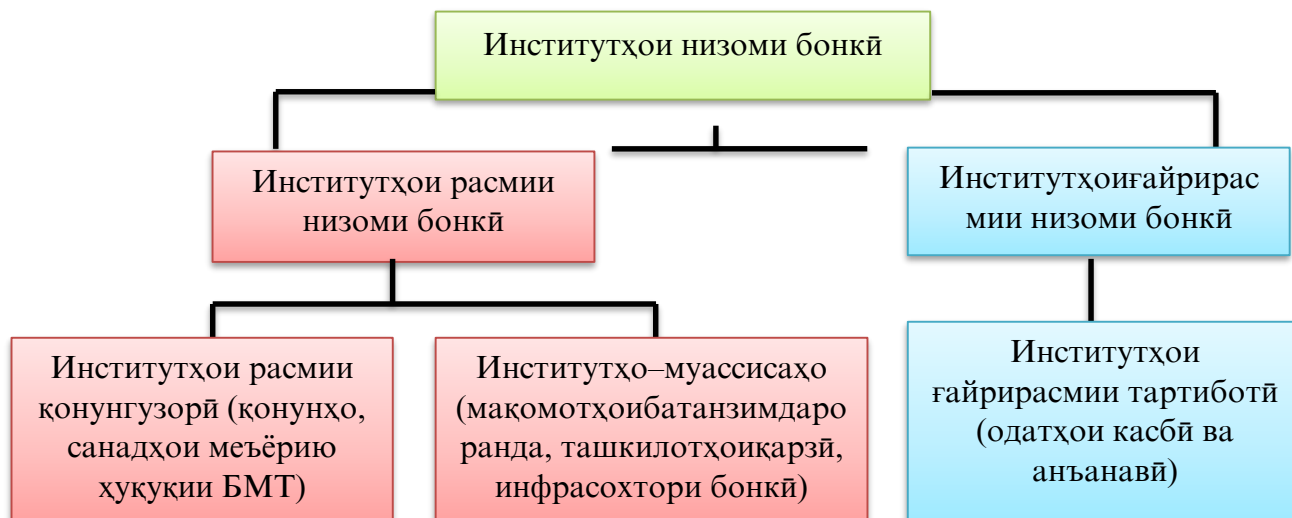 Институтҳои низоми бонкӣ
Институтҳои расмии
низоми бонкӣ
Институтҳоиғайрирас
мии низоми бонкӣ
Институтҳои расмии
қонунгузорӣ (қонунҳо,
санадҳои меъёрию
ҳуқуқии БМТ)
Институтҳо–муассисаҳо
(мақомотҳоибатанзимдаро
ранда, ташкилотҳоиқарзӣ,
инфрасохтори бонкӣ)
Институтҳои
ғайрирасмии тартиботӣ
(одатҳои касбӣ ва
анъанавӣ)